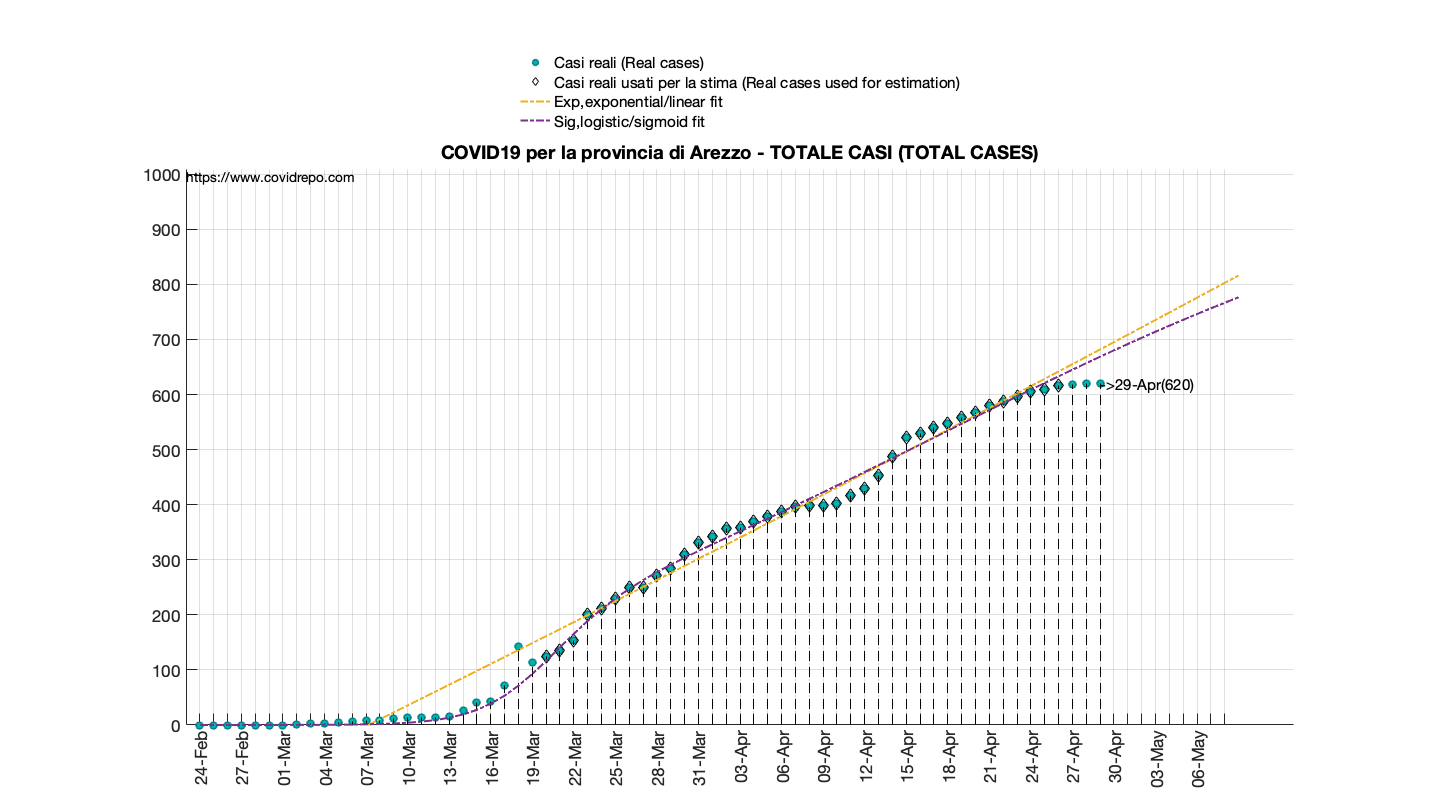 Casi reali (Real cases)
Casi reali usati per la stima (Real cases used for estimation)
Exp,exponential/linear fit
Sig,logistic/sigmoid fit
COVID19 per la provincia di Arezzo - TOTALE CASI (TOTAL CASES)
https://www.covidrepo.com
1000
900
800
700
600
500
400
300
200
100
0
>29-Apr(620)
24-Feb
27-Feb
01-Mar
04-Mar
07-Mar
10-Mar
13-Mar
16-Mar
19-Mar
22-Mar
25-Mar
28-Mar
31-Mar
03-Apr
06-Apr
09-Apr
12-Apr
15-Apr
18-Apr
21-Apr
24-Apr
27-Apr
30-Apr
03-May
06-May